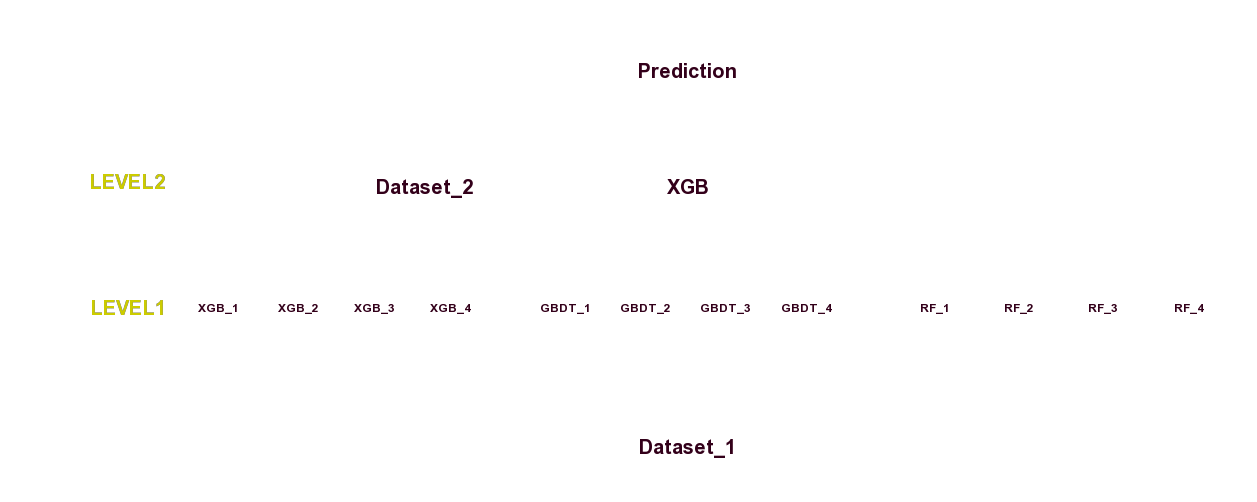 Prediction
LEVEL2 Dataset_2 XGB
LEVEL1 XGB_1 XGB_2 XGB_3 XGB_4 GBDT_1 GBDT_2 GBDT_3 GBDT_4 RF_1 RF_2 RF_3 RF_4
Dataset_1